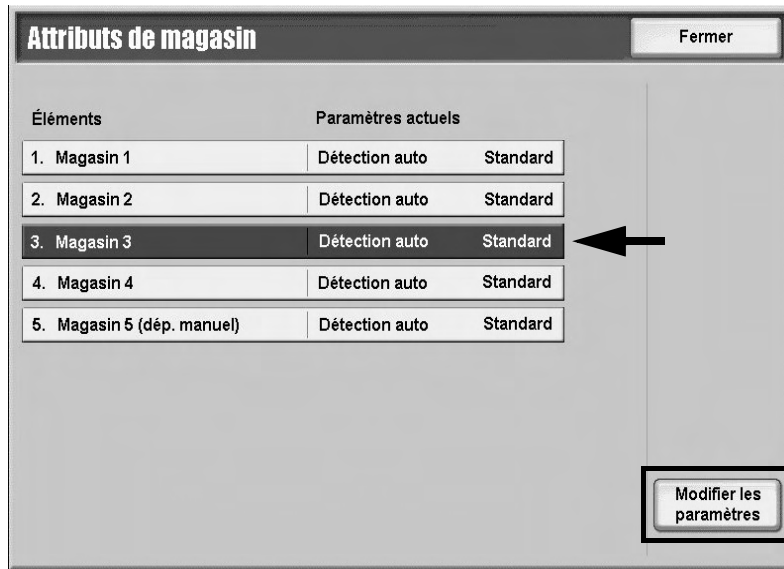 Attributs de magasin Fermer
Éléments Paramètres actuels
1. Magasin 1 Détection auto Standard
2. Magasin 2 Détection auto Standard
3. Magasin 3 Détection auto Standard
4. Magasin 4 Détection auto Standard
5. Magasin 5 (dép. manuel) Détection auto Standard
Modifier les
paramètres